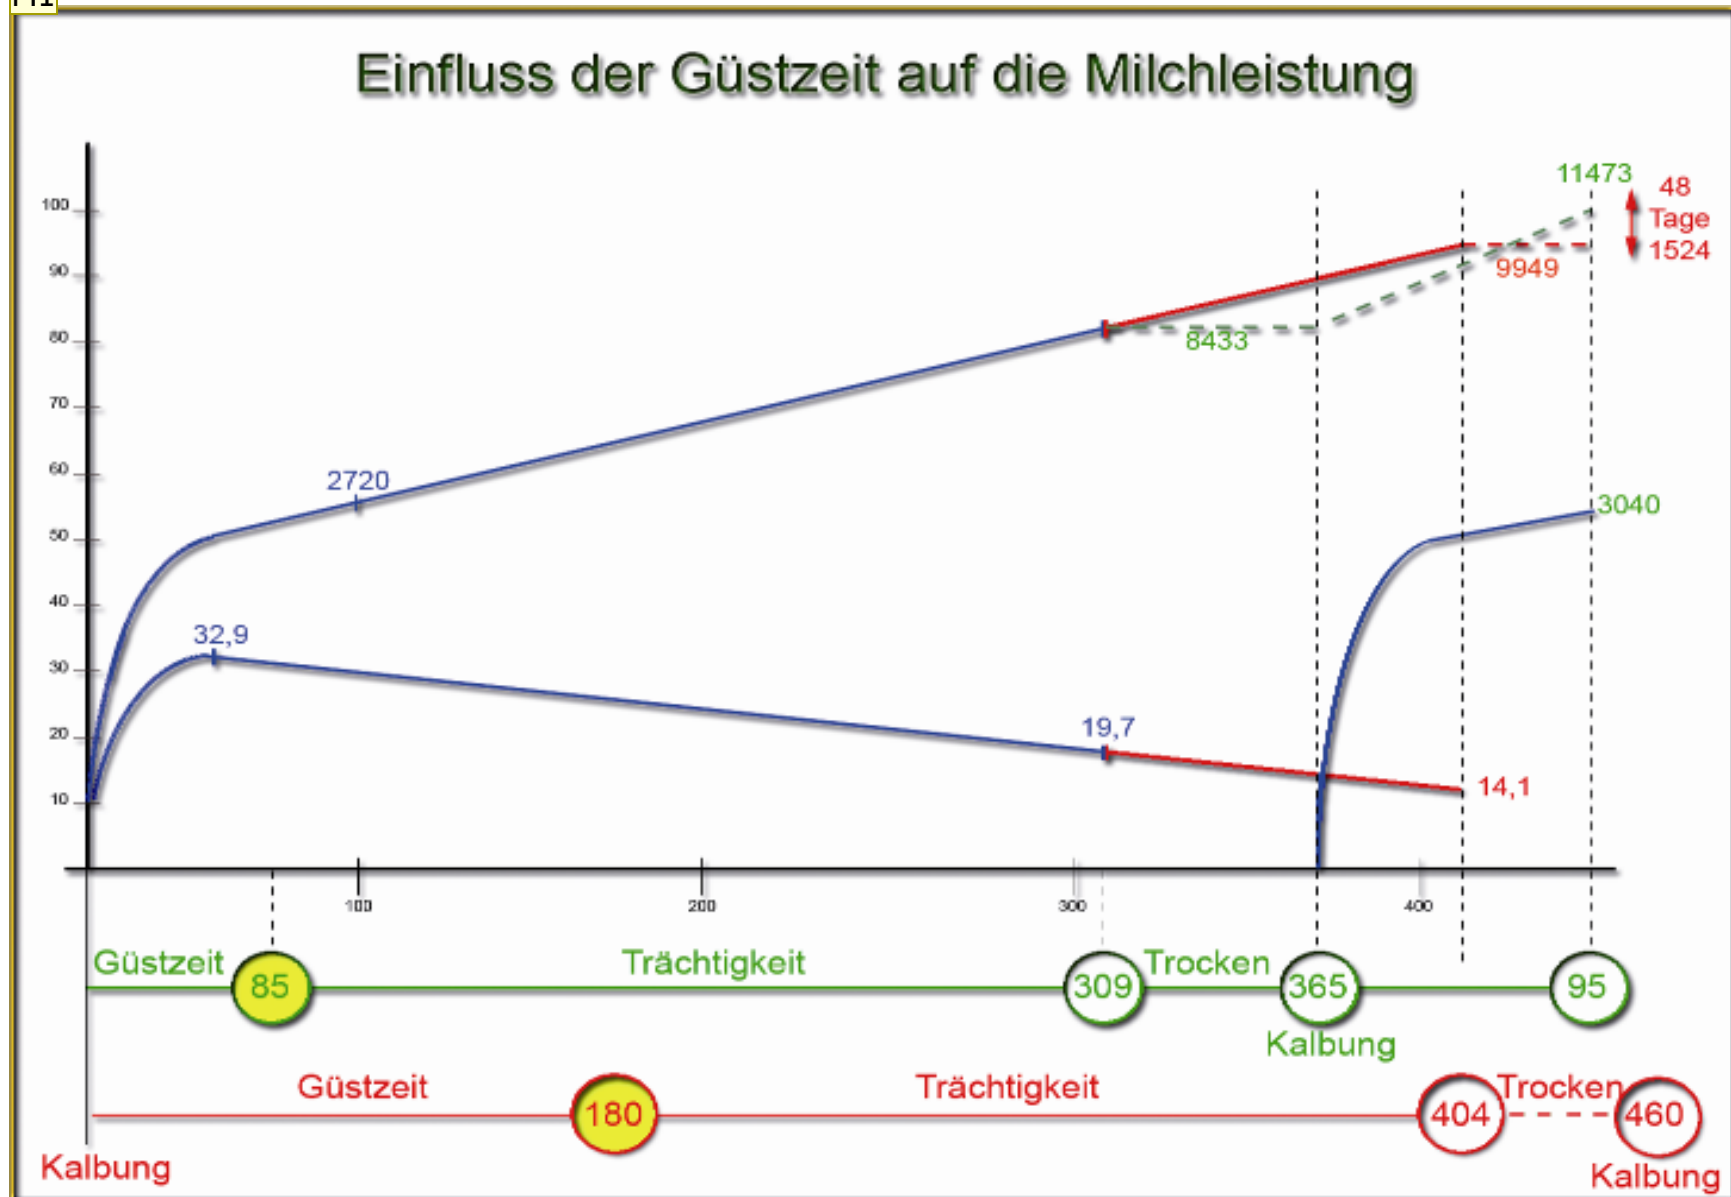 Einfluss der Güstzeit auf die Milchleistung
11473
48
Tage
1524
100
90
9949
80
8433
70
60
2720
3040
50
40
32,9
30
20
19,7
14,1
10
100
200
300
400
Güstzeit
Trächtigkeit
Trocken
85
309
365
95
Kalbung
Güstzeit
Trächtigkeit
Trocken
180
404
460
Kalbung
Kalbung